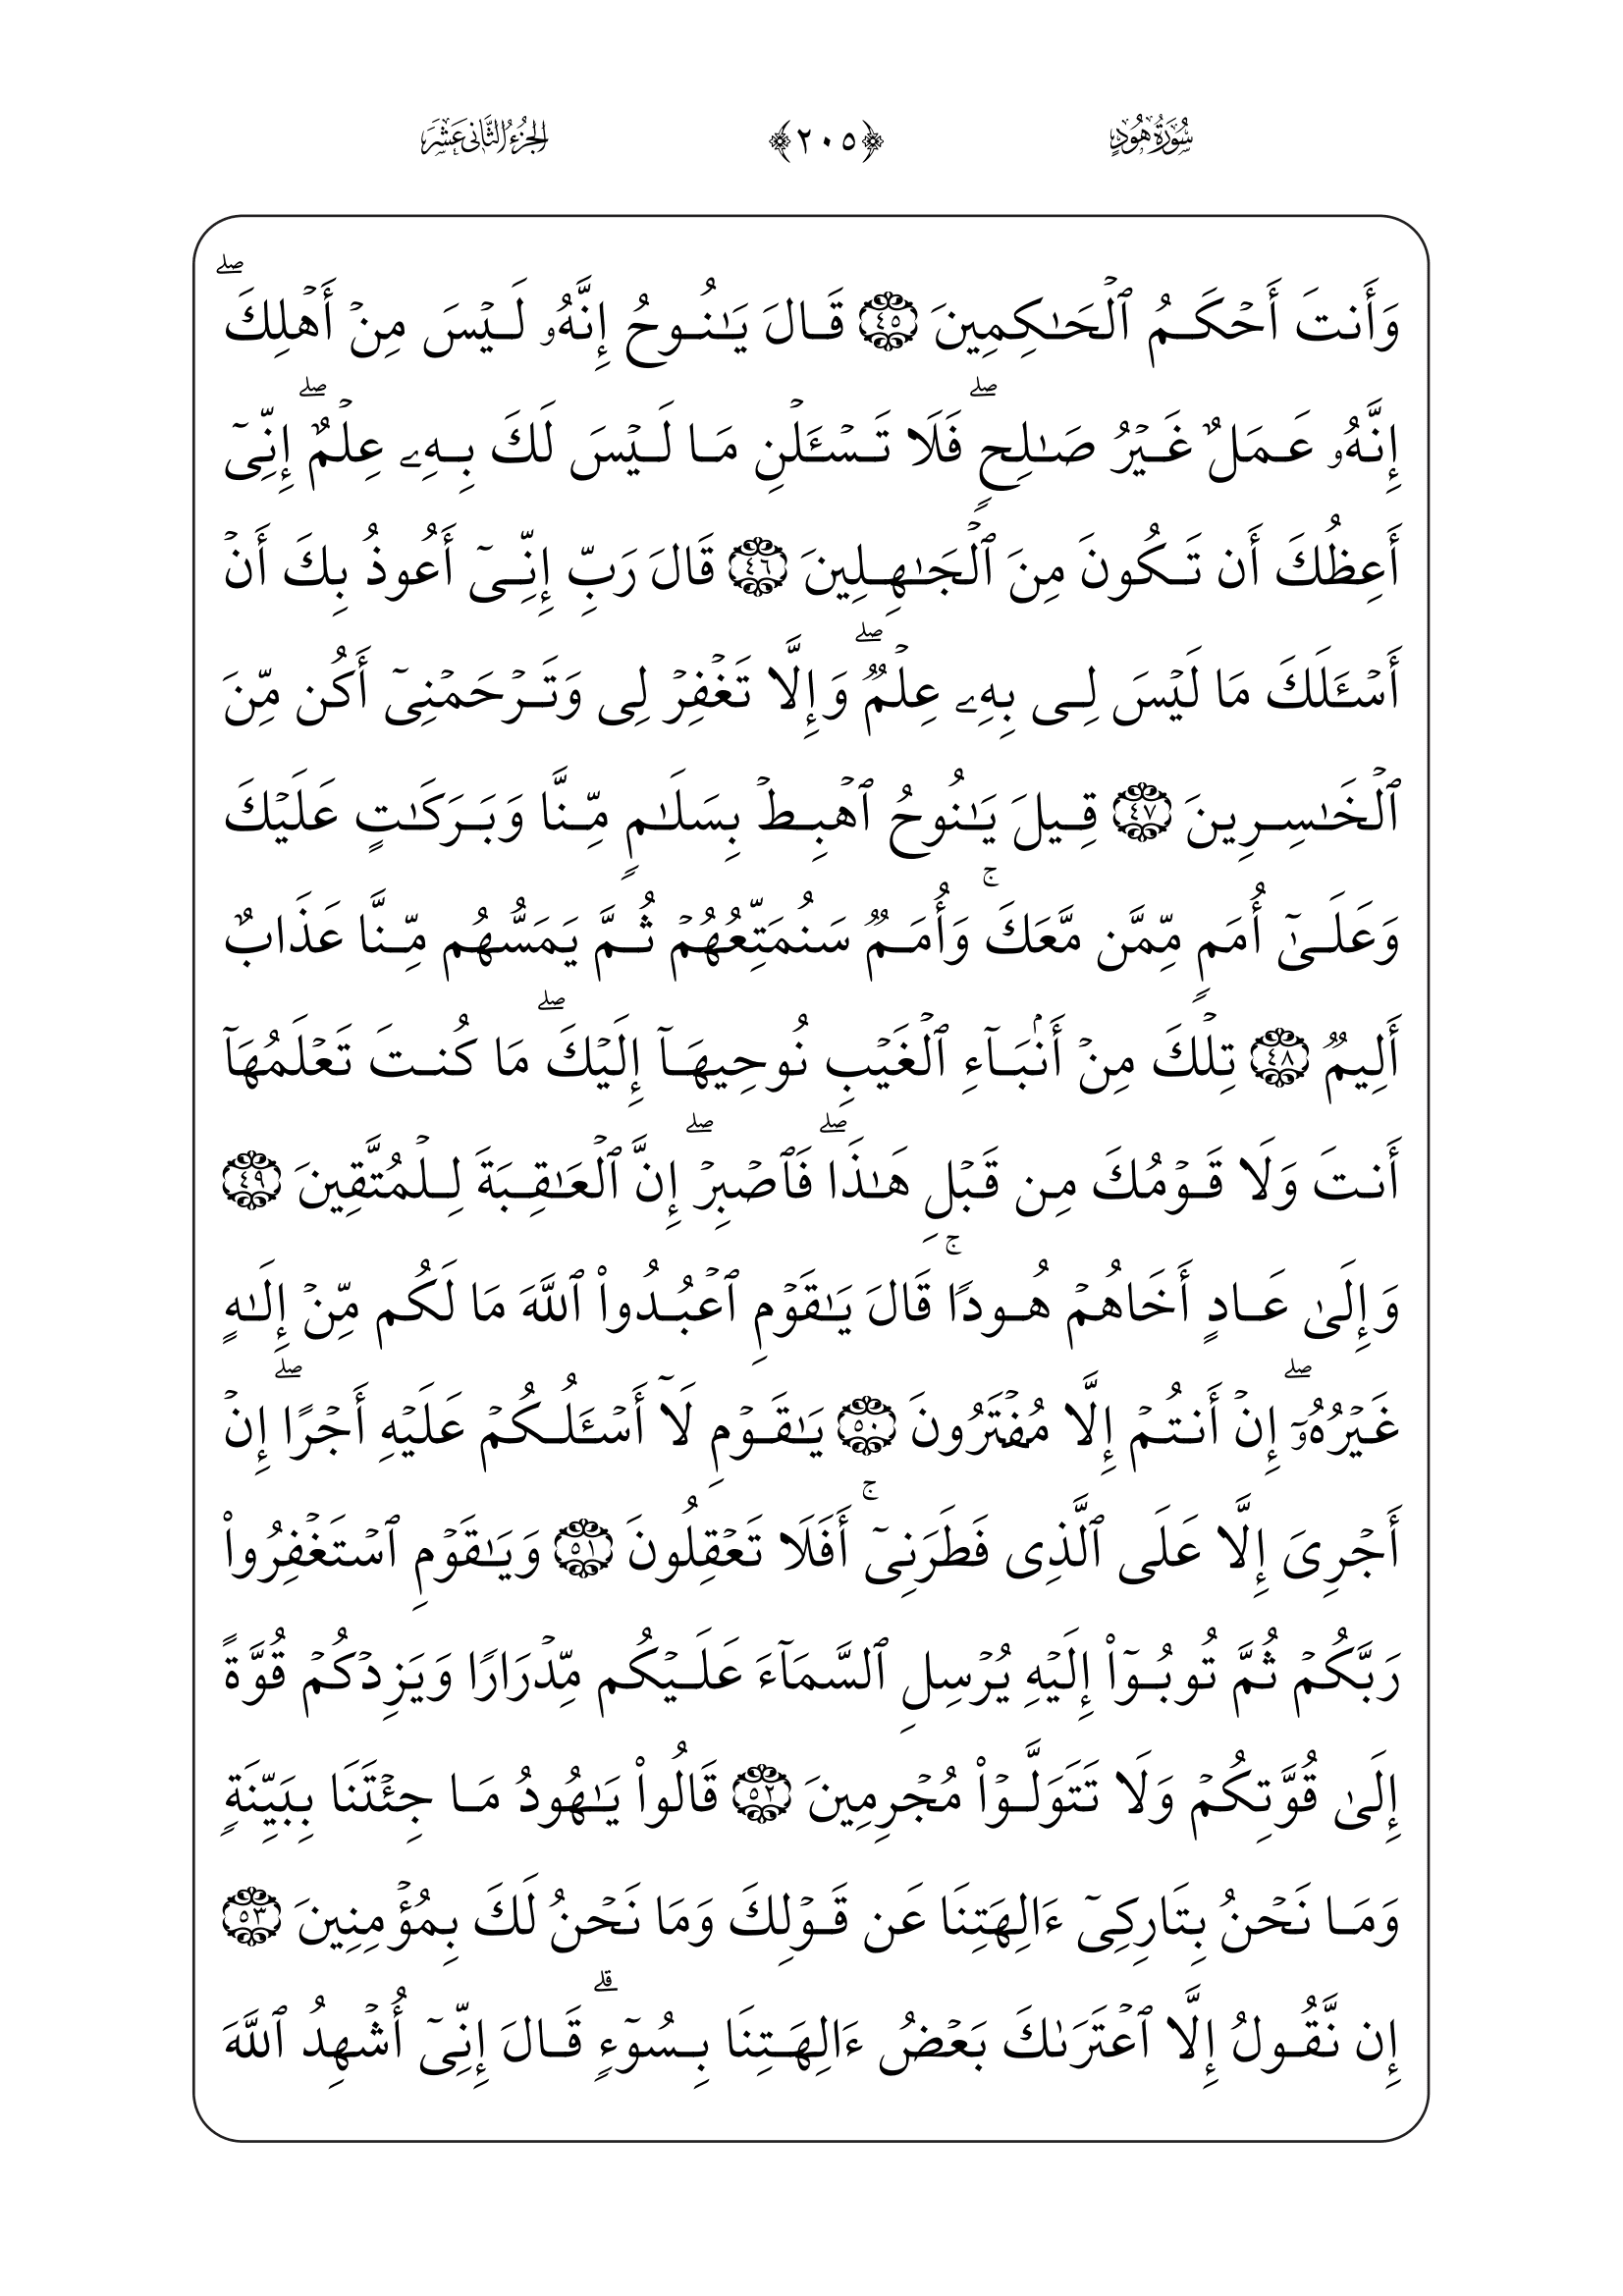 سُورَةُ هُودٍ ﴿٢٠٥﴾ الجُزْءُ الثَّانِى عَشَرَ
وَأَنتَ أَحۡكَمُ ٱلۡحَـٰكِمِينَ ٤٥ قَالَ يَـٰنُوحُ إِنَّهُۥ لَيۡسَ مِنۡ أَهۡلِكَۖ
إِنَّهُۥ عَمَلٌ غَيۡرُ صَـٰلِحٍۖ فَلَا تَسۡـَٔلۡنِ مَا لَيۡسَ لَكَ بِهِۦ عِلۡمٌۖ إِنِّىٓ
أَعِظُكَ أَن تَكُونَ مِنَ ٱلۡجَـٰهِلِينَ ٤٦ قَالَ رَبِّ إِنِّىٓ أَعُوذُ بِكَ أَنۡ
أَسۡـَٔلَكَ مَا لَيۡسَ لِى بِهِۦ عِلۡمٌۖ وَإِلَّا تَغۡفِرۡ لِى وَتَرۡحَمۡنِىٓ أَكُن مِّنَ
ٱلۡخَـٰسِرِينَ ٤٧ قِيلَ يَـٰنُوحُ ٱهۡبِطۡ بِسَلَـٰمٍ مِّنَّا وَبَرَكَـٰتٍ عَلَيۡكَ
وَعَلَىٰٓ أُمَمٍ مِّمَّن مَّعَكَۚ وَأُمَمٌ سَنُمَتِّعُهُمۡ ثُمَّ يَمَسُّهُم مِّنَّا عَذَابٌ
أَلِيمٌ ٤٨ تِلۡكَ مِنۡ أَنۢبَآءِ ٱلۡغَيۡبِ نُوحِيهَآ إِلَيۡكَۖ مَا كُنتَ تَعۡلَمُهَآ
أَنتَ وَلَا قَوۡمُكَ مِن قَبۡلِ هَـٰذَاۖ فَٱصۡبِرۡۖ إِنَّ ٱلۡعَـٰقِبَةَ لِلۡمُتَّقِينَ ٤٩
وَإِلَىٰ عَادٍ أَخَاهُمۡ هُودًاۚ قَالَ يَـٰقَوۡمِ ٱعۡبُدُوا۟ ٱللَّهَ مَا لَكُم مِّنۡ إِلَـٰهٍ
غَيۡرُهُۥٓۖ إِنۡ أَنتُمۡ إِلَّا مُفۡتَرُونَ ٥٠ يَـٰقَوۡمِ لَآ أَسۡـَٔلُكُمۡ عَلَيۡهِ أَجۡرًاۖ إِنۡ
أَجۡرِىَ إِلَّا عَلَى ٱلَّذِى فَطَرَنِىٓۚ أَفَلَا تَعۡقِلُونَ ٥١ وَيَـٰقَوۡمِ ٱسۡتَغۡفِرُوا۟
رَبَّكُمۡ ثُمَّ تُوبُوٓا۟ إِلَيۡهِ يُرۡسِلِ ٱلسَّمَآءَ عَلَيۡكُم مِّدۡرَارًا وَيَزِدۡكُمۡ قُوَّةً
إِلَىٰ قُوَّتِكُمۡ وَلَا تَتَوَلَّوۡا۟ مُجۡرِمِينَ ٥٢ قَالُوا۟ يَـٰهُودُ مَا جِئۡتَنَا بِبَيِّنَةٍ
وَمَا نَحۡنُ بِتَارِكِىٓ ءَالِهَتِنَا عَن قَوۡلِكَ وَمَا نَحۡنُ لَكَ بِمُؤۡمِنِينَ ٥٣
إِن نَّقُولُ إِلَّا ٱعۡتَرَىٰكَ بَعۡضُ ءَالِهَتِنَا بِسُوٓءٍۗ قَالَ إِنِّىٓ أُشۡهِدُ ٱللَّهَ